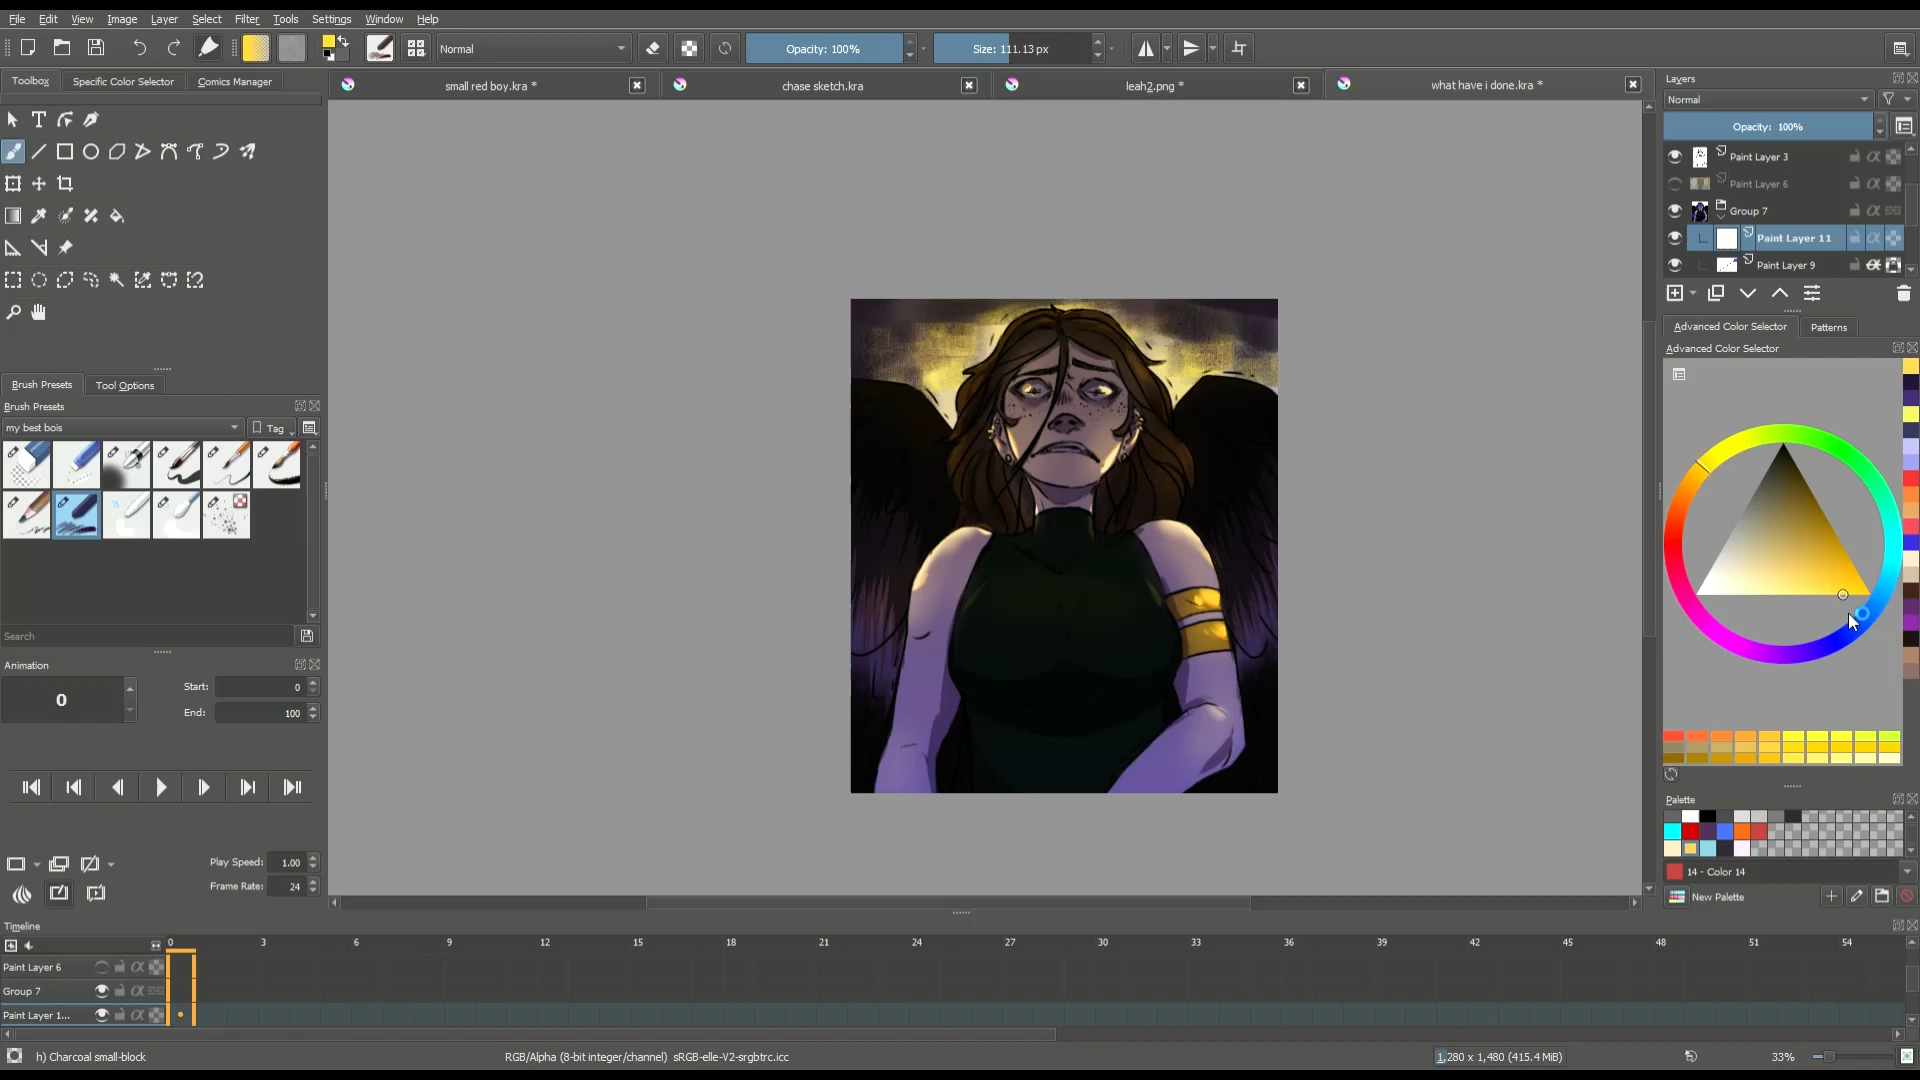 File Edit View Image Layer Select Filter Tools Settings Window Help
Normal Opacity: 100% Size: 111.13 px
Toolbox Specific Color Selector Comics Manager
small red boy.kra * chase sketch.kra leah2.png * what have i done.kra *
Layers
Normal
Opacity: 100%
Paint Layer 3
Paint Layer 6
Group 7
Paint Layer 11
Paint Layer 9
Advanced Color Selector Patterns
Advanced Color Selector
Brush Presets Tool Options
Brush Presets
my best bois Tag
Search
Animation
0 Start: 0
End: 100
Play Speed: 1.00
Frame Rate: 24
Palette
14 - Color 14
New Palette
Timeline
0 3 6 9 12 15 18 21 24 27 30 33 36 39 42 45 48 51 54
Paint Layer 6
Group 7
Paint Layer 1...
h) Charcoal small-block RGB/Alpha (8-bit integer/channel) sRGB-elle-V2-srgbtrc.icc 1,280 x 1,480 (415.4 MiB) 33%